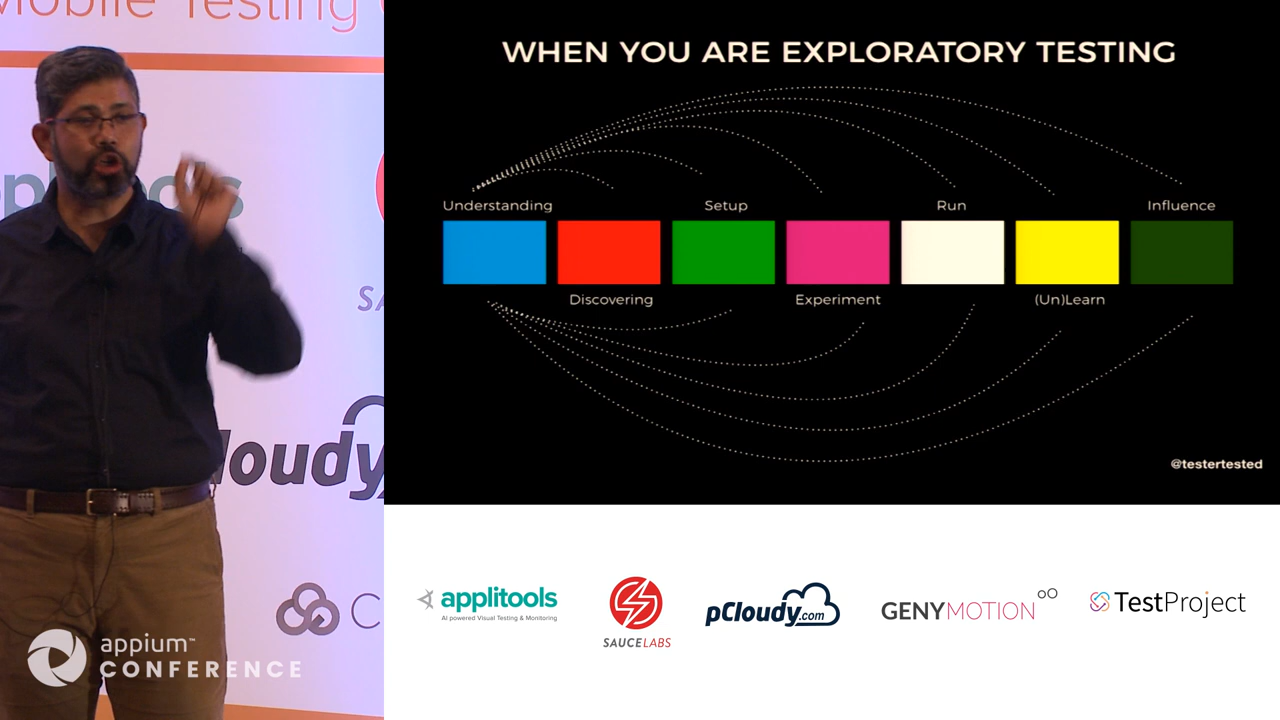 Mobile Testing
WHEN YOU ARE EXPLORATORY TESTING
Understanding
Setup
Run
Influence
Discovering
Experiment
(Un)Learn
@testertested
applitools
AI powered Visual Testing & Monitoring
SAUCELABS
pCloudy.com
GENYMOTION
TestProject
appium™
CONFERENCE